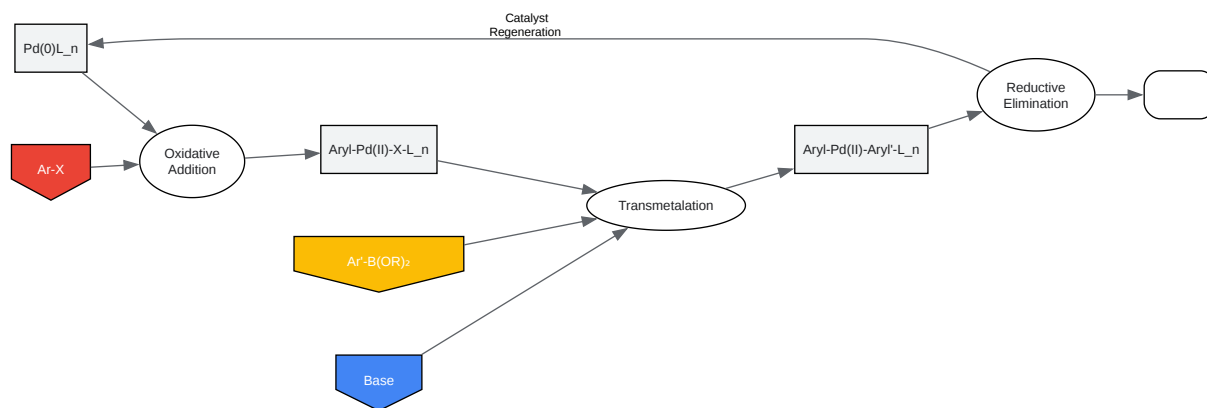 Catalyst
Regeneration
Pd(0)L_n
Reductive
Elimination
Ar-X
Oxidative
Addition
Aryl-Pd(II)-X-L_n
Aryl-Pd(II)-Aryl'-L_n
Transmetalation
Ar'-B(OR)₂
Base